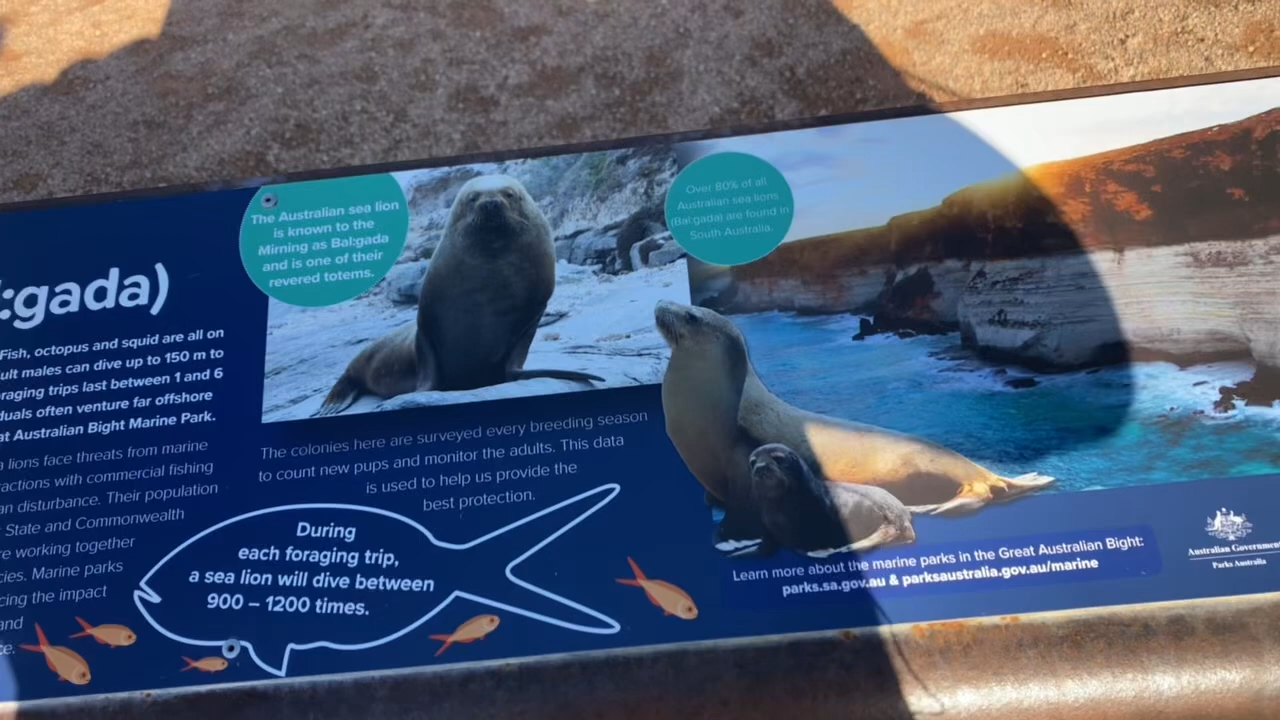 :gada)
Fish, octopus and squid are all on
ult males can dive up to 150 m to
raging trips last between 1 and 6
duals often venture far offshore
at Australian Bight Marine Park.
lions face threats from marine
actions with commercial fishing
an disturbance. Their population
State and Commonwealth
re working together
cies. Marine parks
cing the impact
and
The Australian sea lion
is known to the
Mirning as Bal:gada
and is one of their
revered totems.
Over 80% of all
Australian sea lions
(Bal:gada) are found in
South Australia.
The colonies here are surveyed every breeding season
to count new pups and monitor the adults. This data
is used to help us provide the
best protection.
During
each foraging trip,
a sea lion will dive between
900 – 1200 times.
Learn more about the marine parks in the Great Australian Bight:
parks.sa.gov.au & parksaustralia.gov.au/marine
Australian Government
Parks Australia